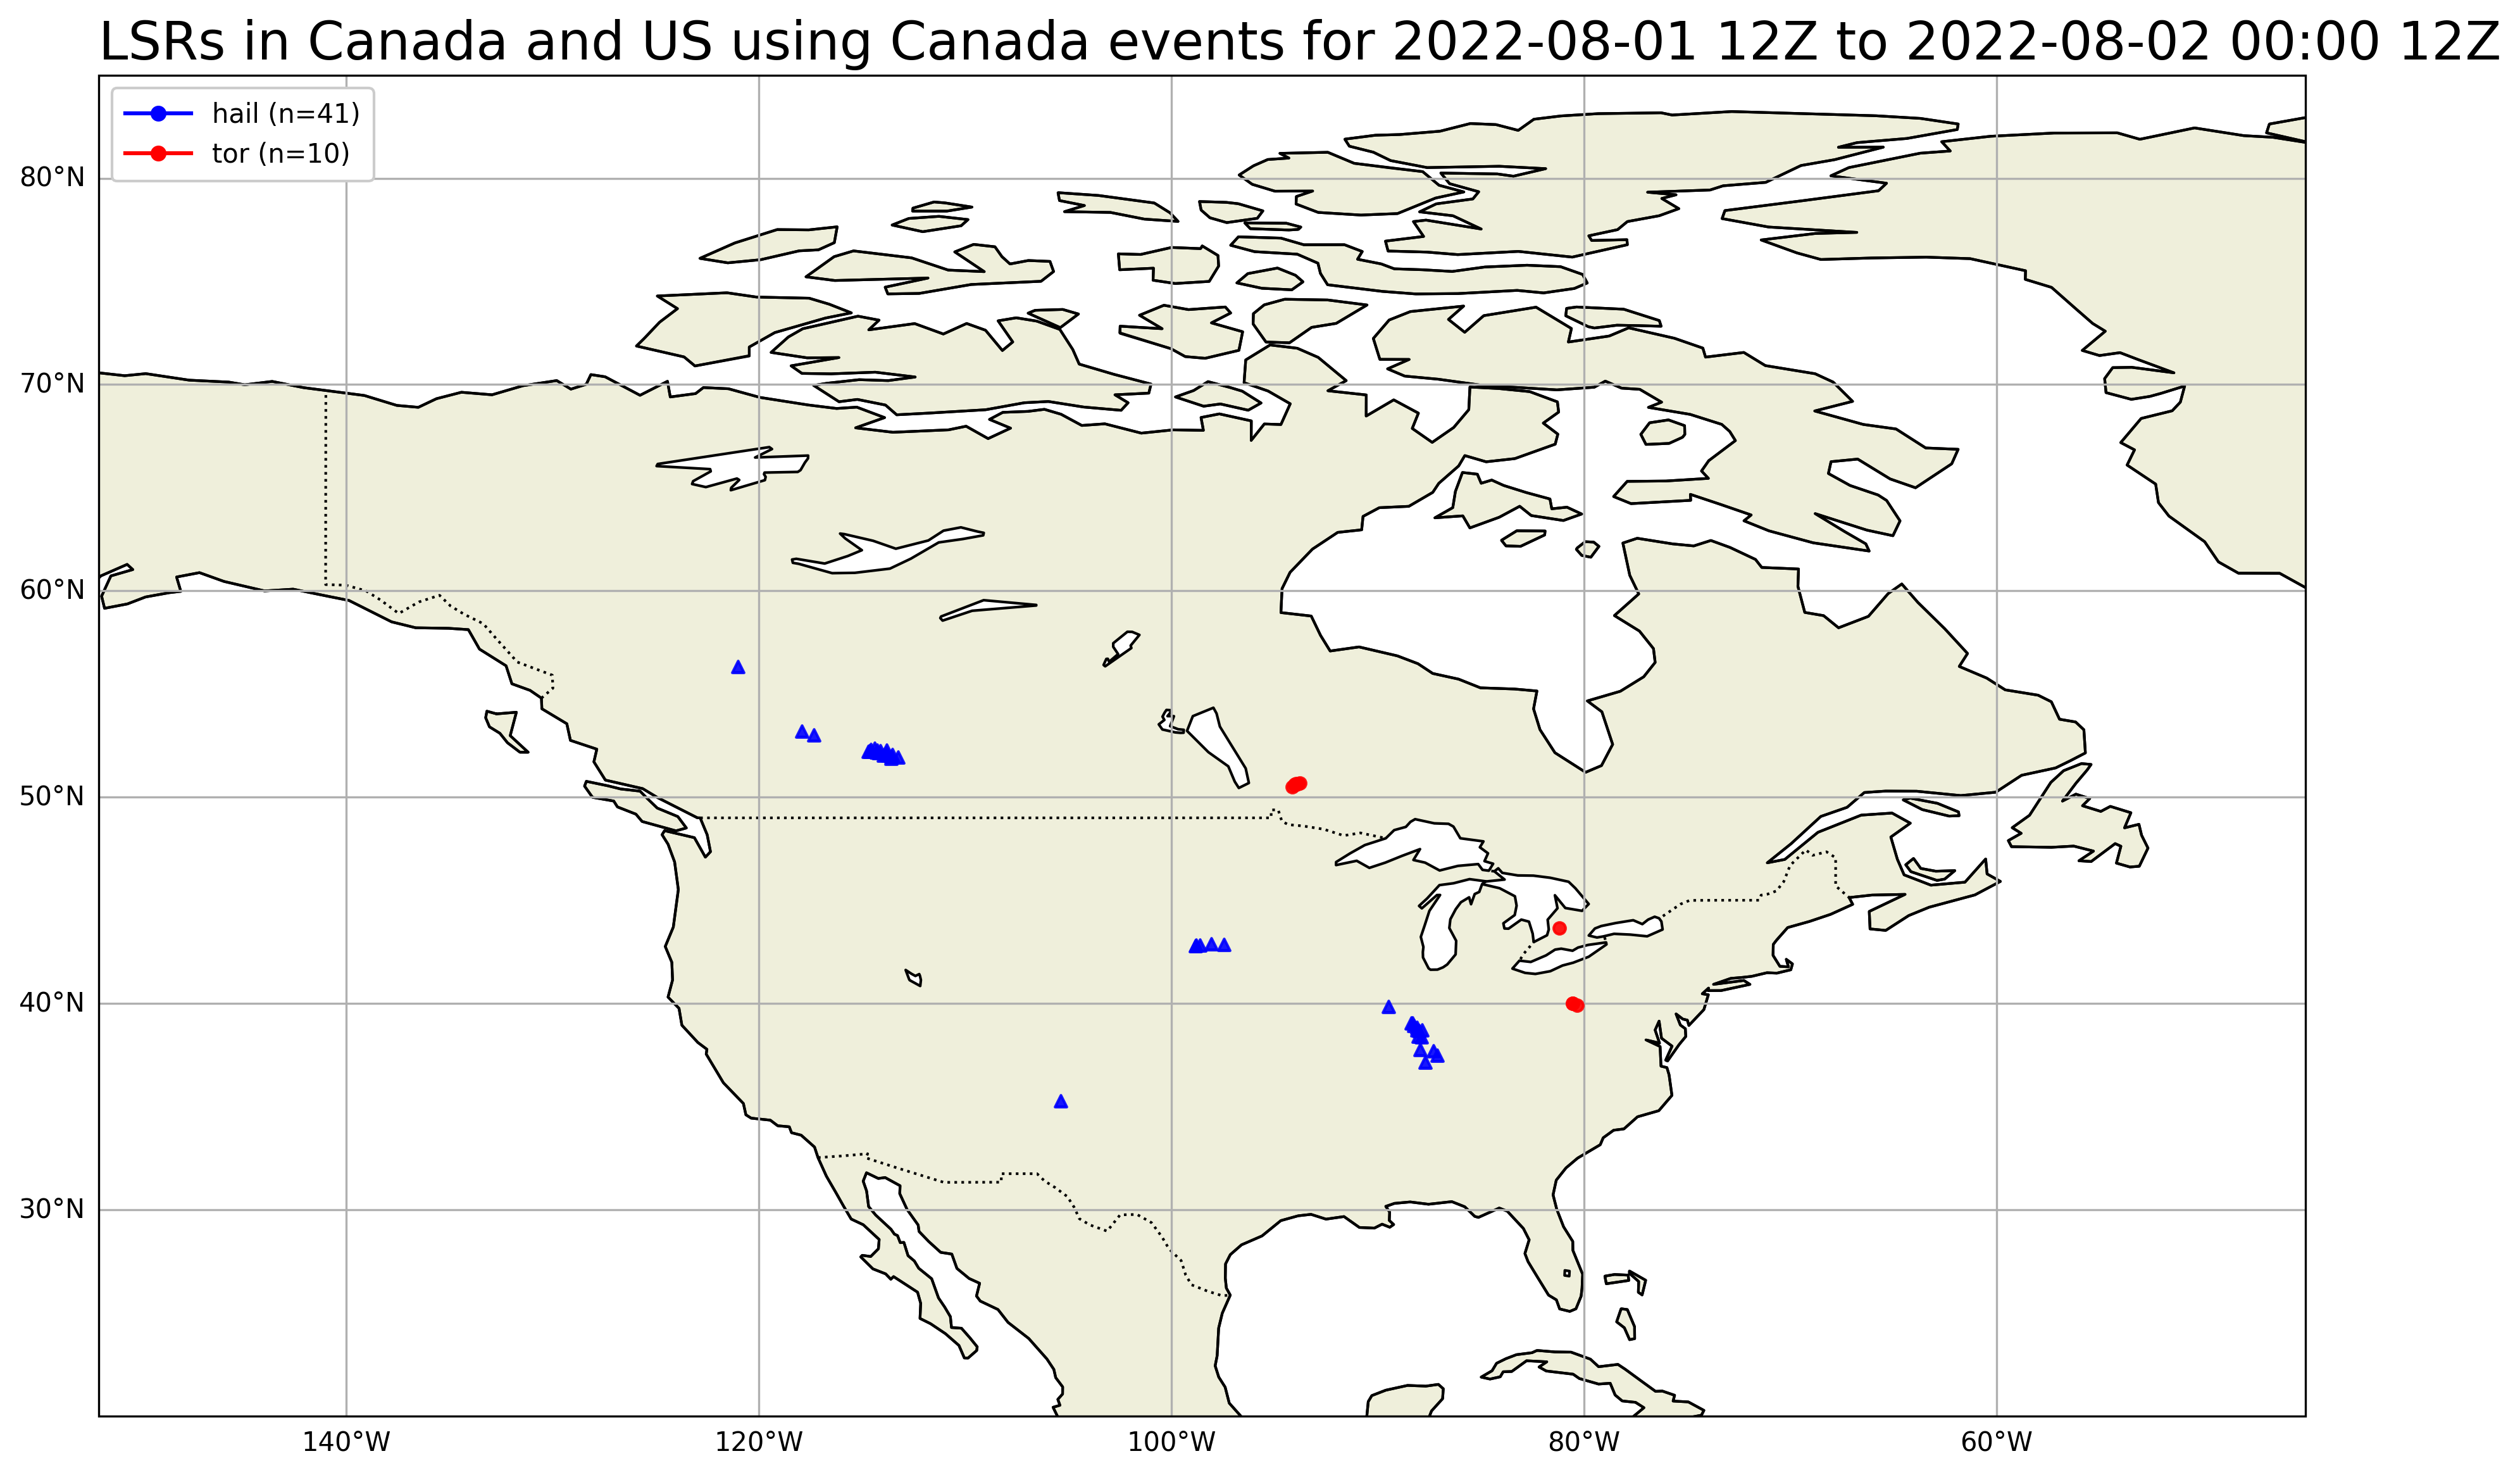 LSRs in Canada and US using Canada events for 2022-08-01 12Z to 2022-08-02 00:00 12Z
hail (n=41)
tor (n=10)
80°N
70°N
60°N
50°N
40°N
30°N
140°W
120°W
100°W
80°W
60°W